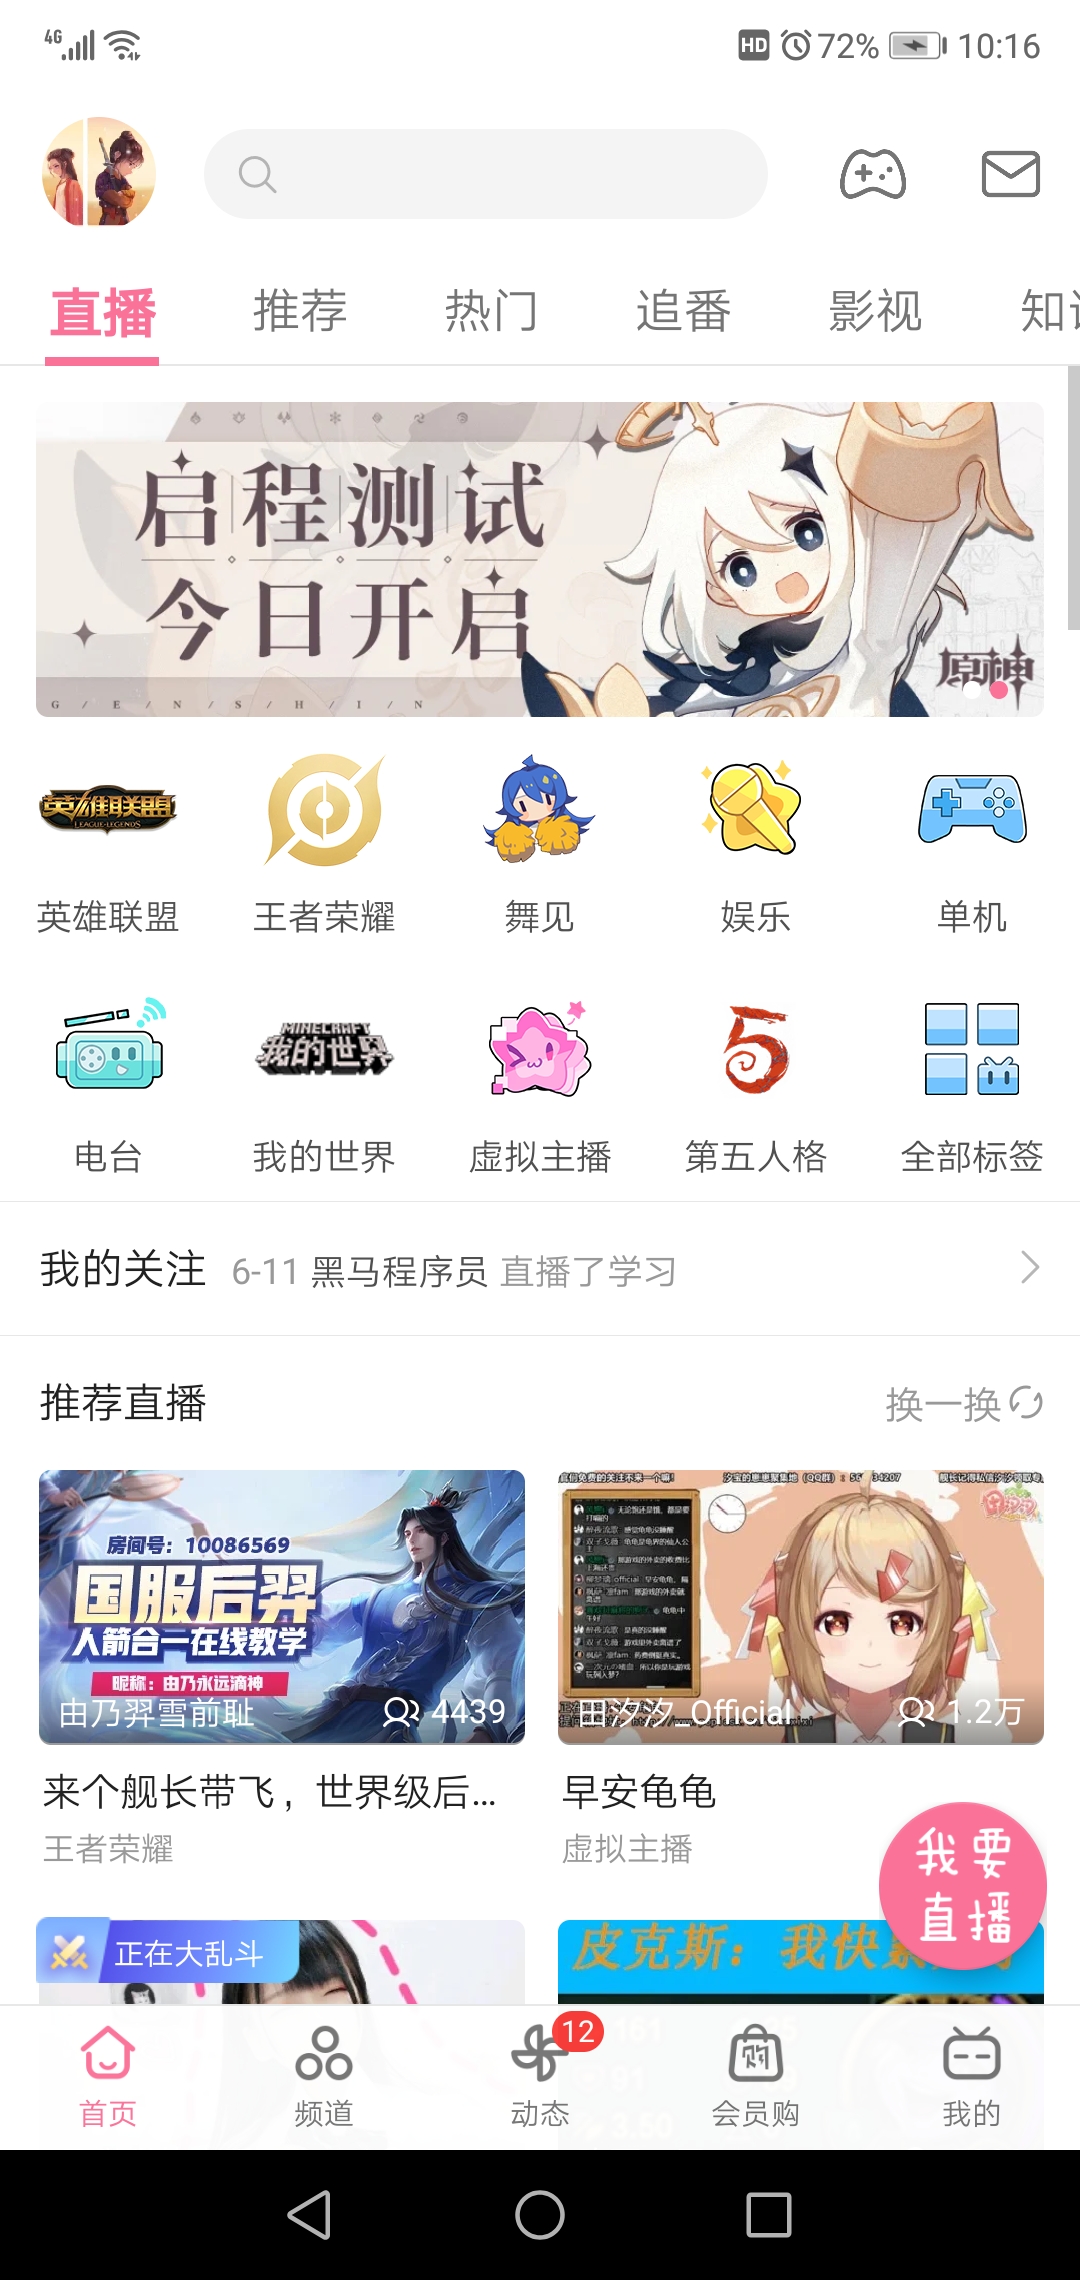 4G HD 72% 10:16
直播 推荐 热门 追番 影视 知
启程测试
今日开启
原神
G / E / N / S / H / I / N
英雄联盟
LEAGUE LEGENDS
英雄联盟 王者荣耀 舞见 娱乐 单机
MINECRAFT
我的世界
5
电台 我的世界 虚拟主播 第五人格 全部标签
我的关注 6-11 黑马程序员 直播了学习
推荐直播 换一换
房间号：10086569
国服后羿
人箭合一在线教学
昵称：由乃永远滴神
由乃羿雪前耻 4439
田汐汐_Official 1.2万
来个舰长带飞，世界级后...
早安龟龟
王者荣耀
虚拟主播
我要
直播
正在大乱斗
皮克斯：我快
12
购
首页 频道 动态 会员购 我的